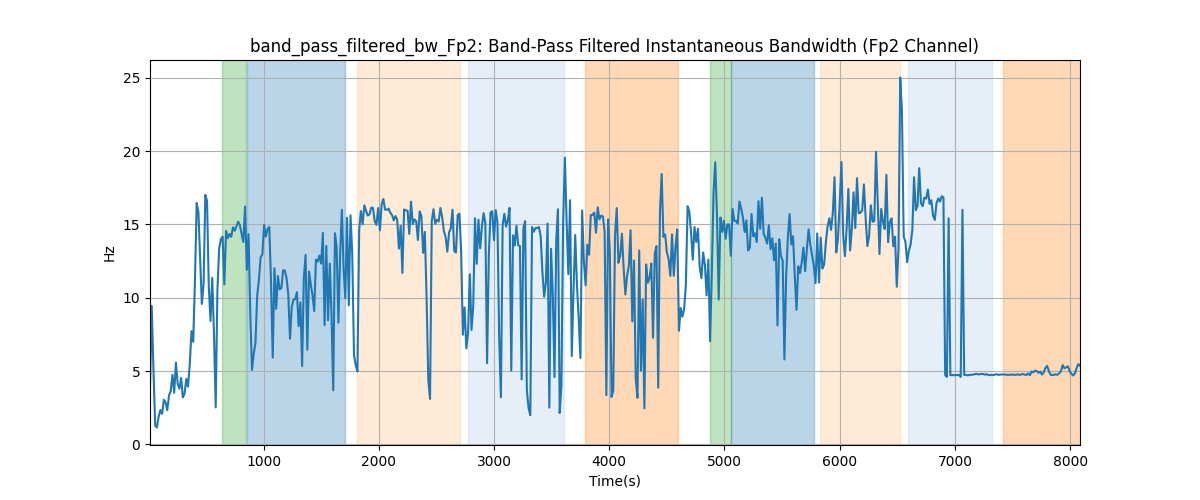 band_pass_filtered_bw_Fp2: Band-Pass Filtered Instantaneous Bandwidth (Fp2 Channel)
25
20
15
10
5
0
Hz
1000 2000 3000 4000 5000 6000 7000 8000
Time(s)